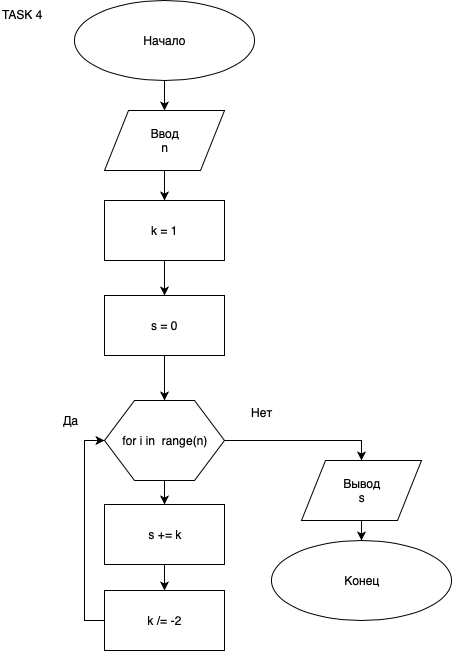 TASK 4
Начало
Ввод
n
k = 1
s = 0
Да
for i in range(n)
Нет
s += k
k /= -2
Вывод
s
Конец